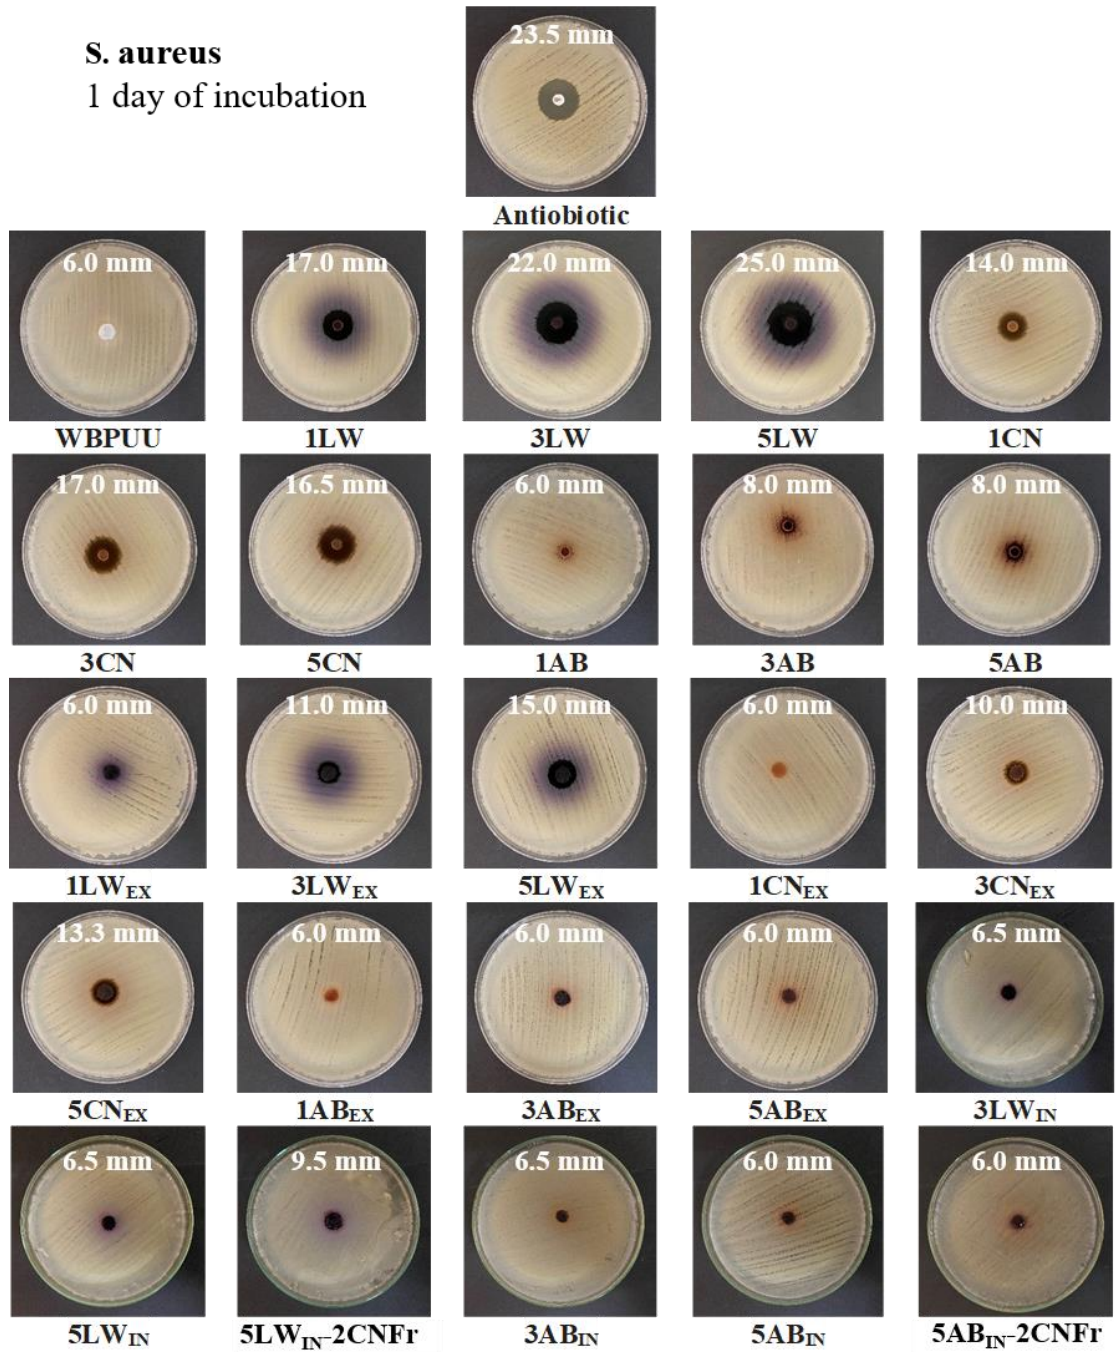 S. aureus
1 day of incubation
23.5 mm
Antiobiotic
6.0 mm
17.0 mm
22.0 mm
25.0 mm
14.0 mm
WBPUU
1LW
3LW
5LW
1CN
17.0 mm
16.5 mm
6.0 mm
8.0 mm
8.0 mm
3CN
5CN
1AB
3AB
5AB
6.0 mm
11.0 mm
15.0 mm
6.0 mm
10.0 mm
1LWEX
3LWEX
5LWEX
1CNEX
3CNEX
13.3 mm
6.0 mm
6.0 mm
6.0 mm
6.5 mm
5CNEX
1ABEX
3ABEX
5ABEX
3LWIN
6.5 mm
9.5 mm
6.5 mm
6.0 mm
6.0 mm
5LWIN
5LWIN-2CNFr
3ABIN
5ABIN
5ABIN-2CNFr